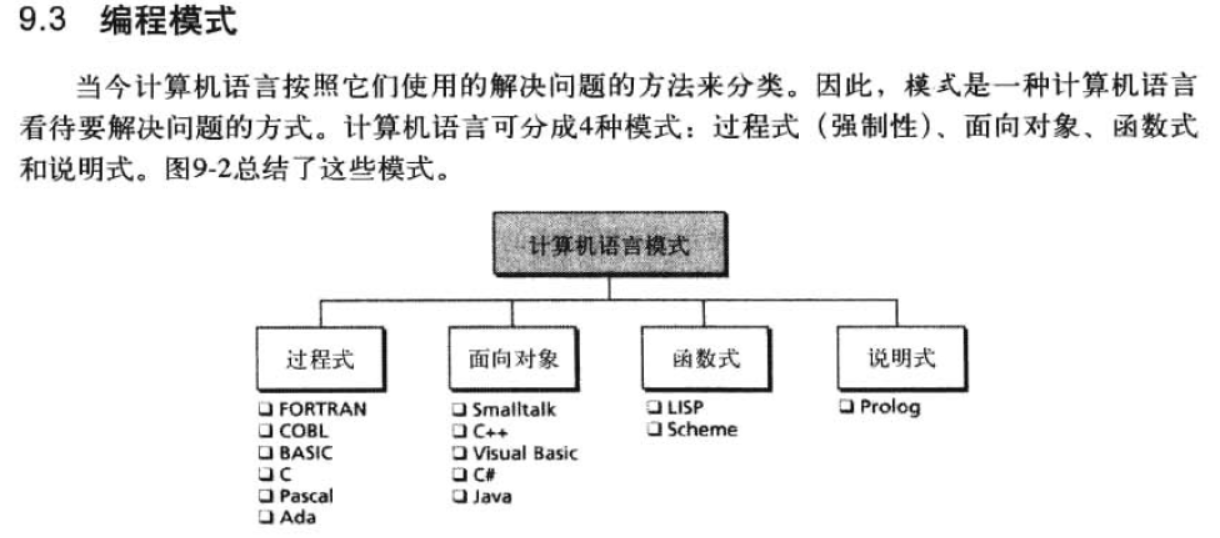 9.3 编程模式
当今计算机语言按照它们使用的解决问题的方法来分类。因此，模式是一种计算机语言
看待要解决问题的方式。计算机语言可分成4种模式：过程式（强制性）、面向对象、函数式
和说明式。图9-2总结了这些模式。
计算机语言模式
过程式
❑ FORTRAN
❑ COBL
❑ BASIC
❑ C
❑ Pascal
❑ Ada
面向对象
❑ Smalltalk
❑ C++
❑ Visual Basic
❑ C#
❑ Java
函数式
❑ LISP
❑ Scheme
说明式
❑ Prolog